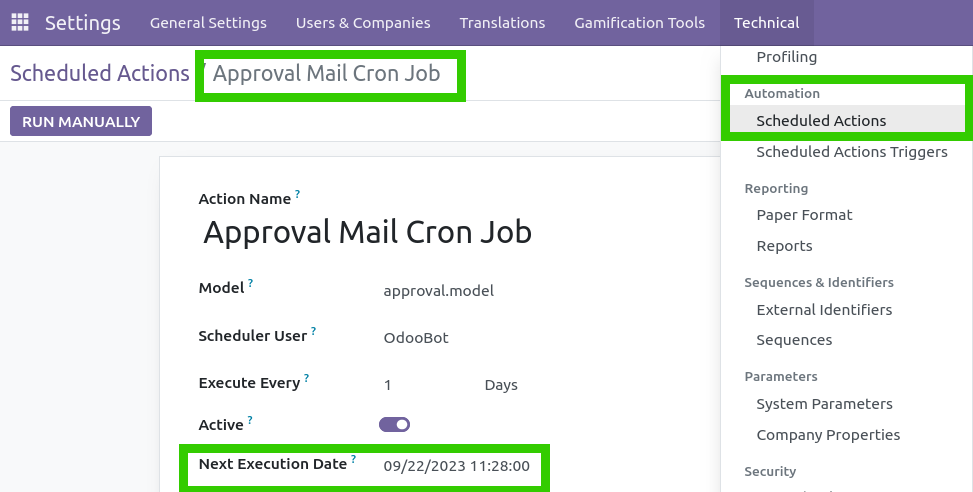 Settings General Settings Users & Companies Translations Gamification Tools Technical
Scheduled Actions / Approval Mail Cron Job
RUN MANUALLY
Action Name ?
Approval Mail Cron Job
Model ? approval.model
Scheduler User ? OdooBot
Execute Every ? 1 Days
Active ?
Next Execution Date ? 09/22/2023 11:28:00
Profiling
Automation
Scheduled Actions
Scheduled Actions Triggers
Reporting
Paper Format
Reports
Sequences & Identifiers
External Identifiers
Sequences
Parameters
System Parameters
Company Properties
Security